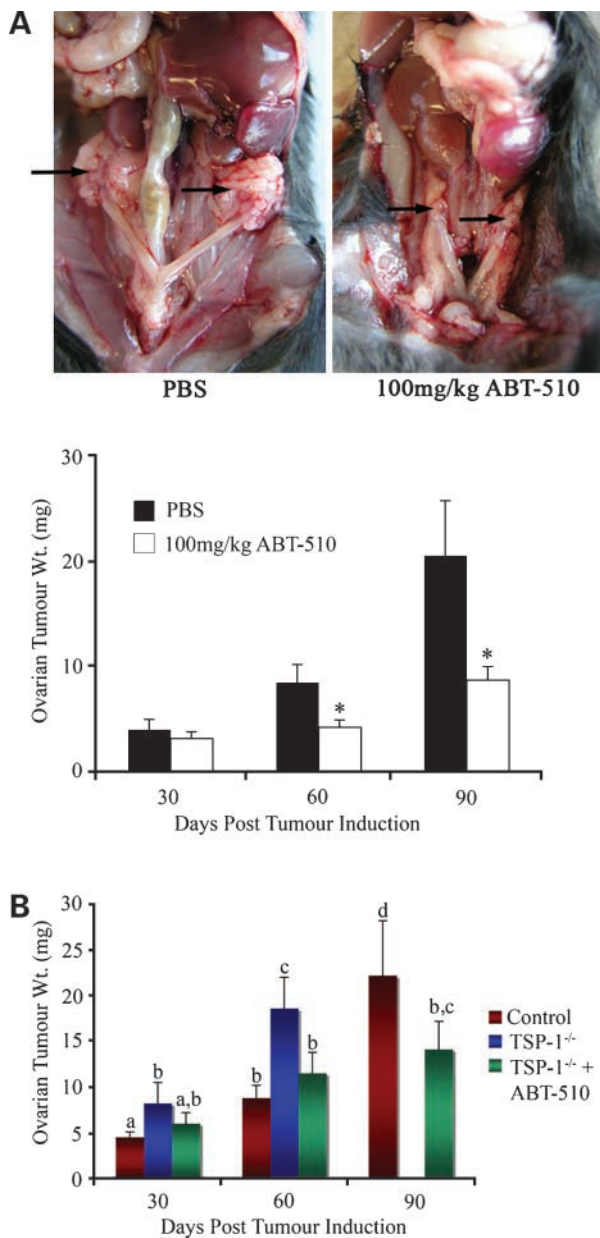 A
PBS
100mg/kg ABT-510
30
20
10
0
Ovarian Tumour Wt. (mg)
PBS
100mg/kg ABT-510
*
*
30
60
90
Days Post Tumour Induction
B
30
25
20
15
10
5
0
Ovarian Tumour Wt. (mg)
a
b
a,b
b
c
b
d
b,c
Control
TSP-1-/-
TSP-1-/- +
ABT-510
30
60
90
Days Post Tumour Induction